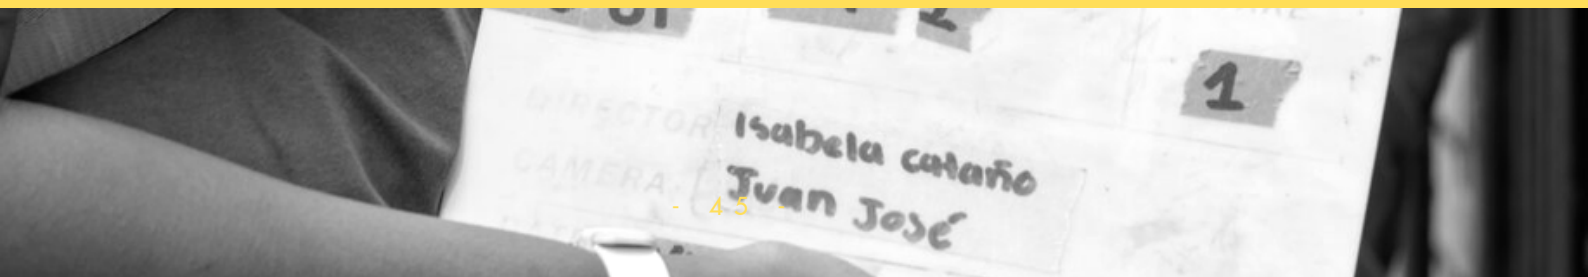 1
DIRECTOR
Isabela cataño
CAMERA
Juan José
- 45 -